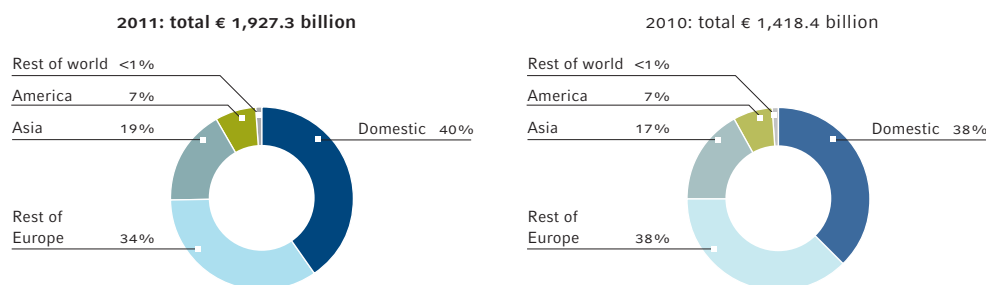 2011: total € 1,927.3 billion
Rest of world <1%
America 7%
Asia 19%
Domestic 40%
Rest of
Europe 34%
2010: total € 1,418.4 billion
Rest of world <1%
America 7%
Asia 17%
Domestic 38%
Rest of
Europe 38%